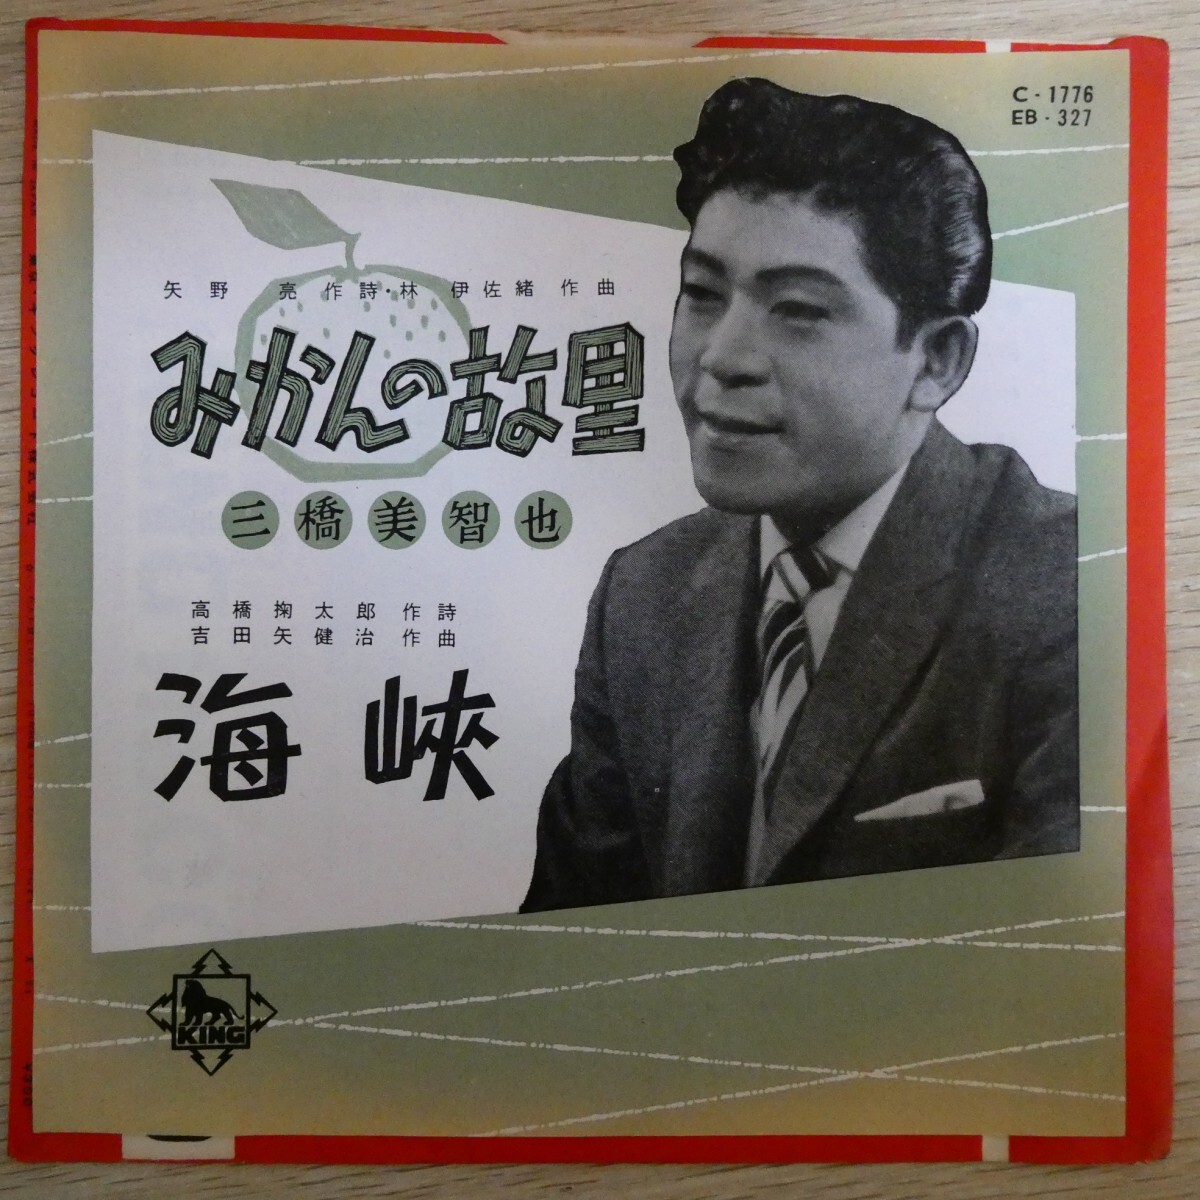 C - 1776
EB - 327
矢野 亮 作詩・林 伊佐緒 作曲
みかんの故里
三橋美智也
高橋掬太郎 作詩
吉田矢健治 作曲
海峡
KING